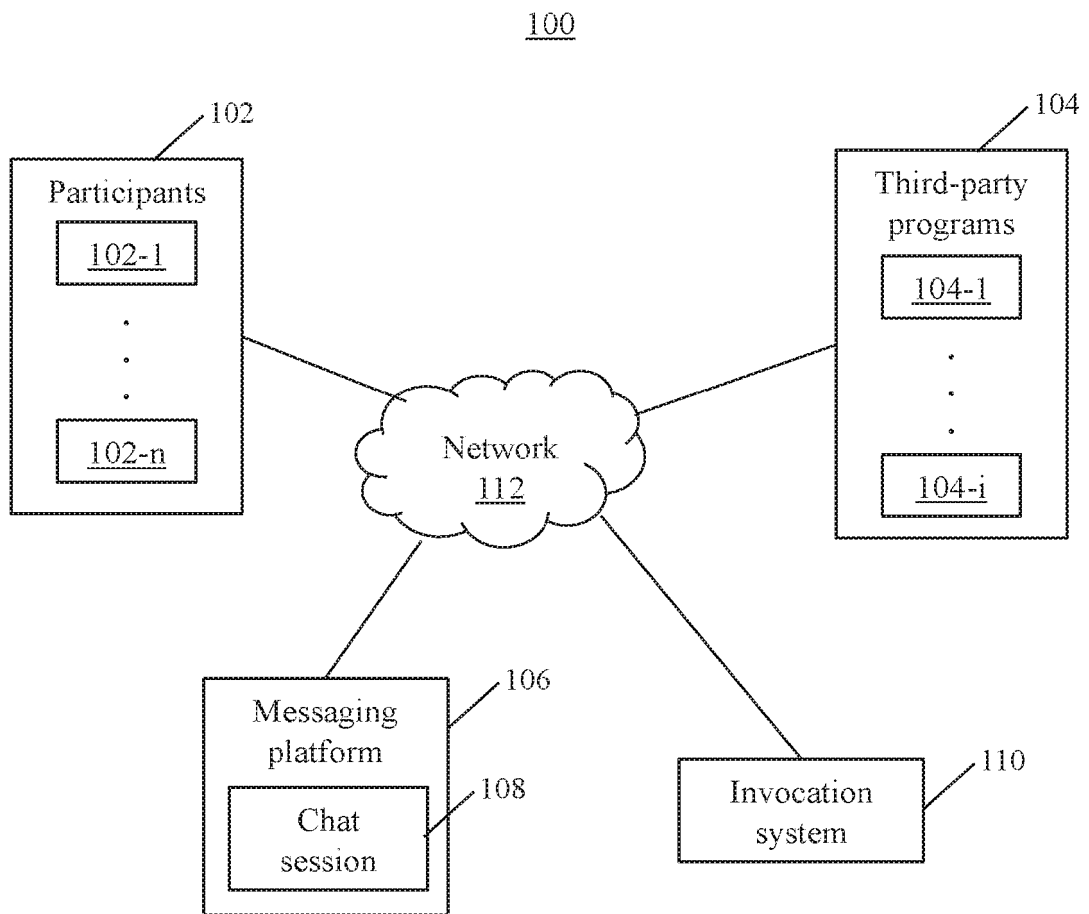 100
102
104
Participants
102-1
.
.
.
102-n
Third-party
programs
104-1
.
.
.
104-i
Network
112
106
Messaging
platform
108
Chat
session
110
Invocation
system